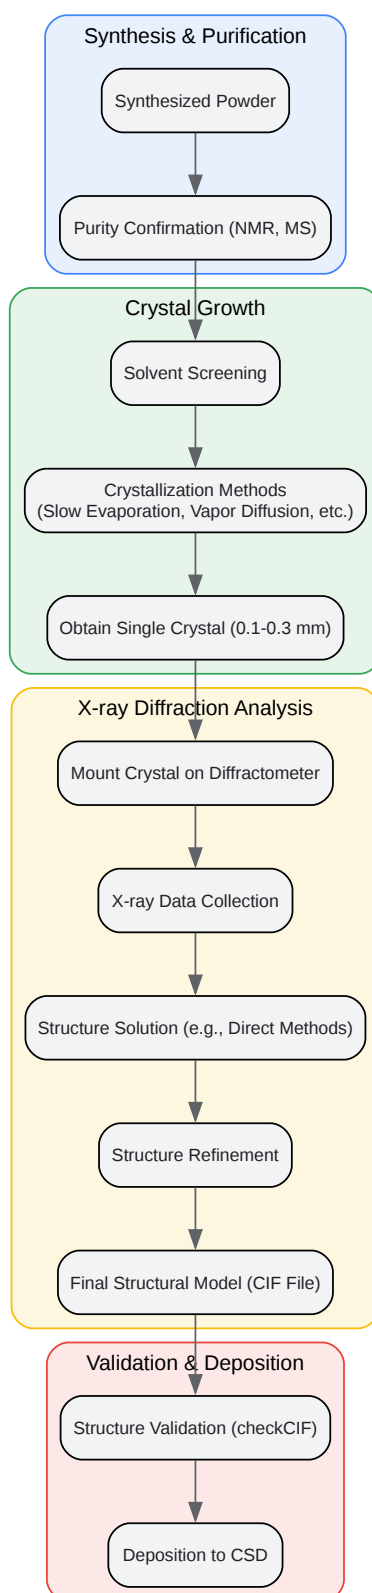 Synthesis & Purification
Synthesized Powder
Purity Confirmation (NMR, MS)
Crystal Growth
Solvent Screening
Crystallization Methods
(Slow Evaporation, Vapor Diffusion, etc.)
Obtain Single Crystal (0.1-0.3 mm)
X-ray Diffraction Analysis
Mount Crystal on Diffractometer
X-ray Data Collection
Structure Solution (e.g., Direct Methods)
Structure Refinement
Final Structural Model (CIF File)
Validation & Deposition
Structure Validation (checkCIF)
Deposition to CSD